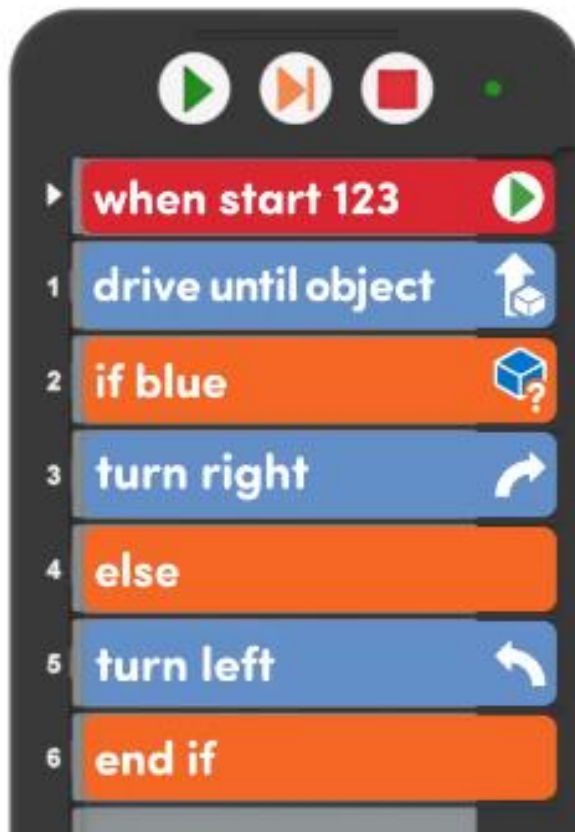 when start 123
1 drive until object
2 if blue ?
3 turn right
4 else
5 turn left
6 end if